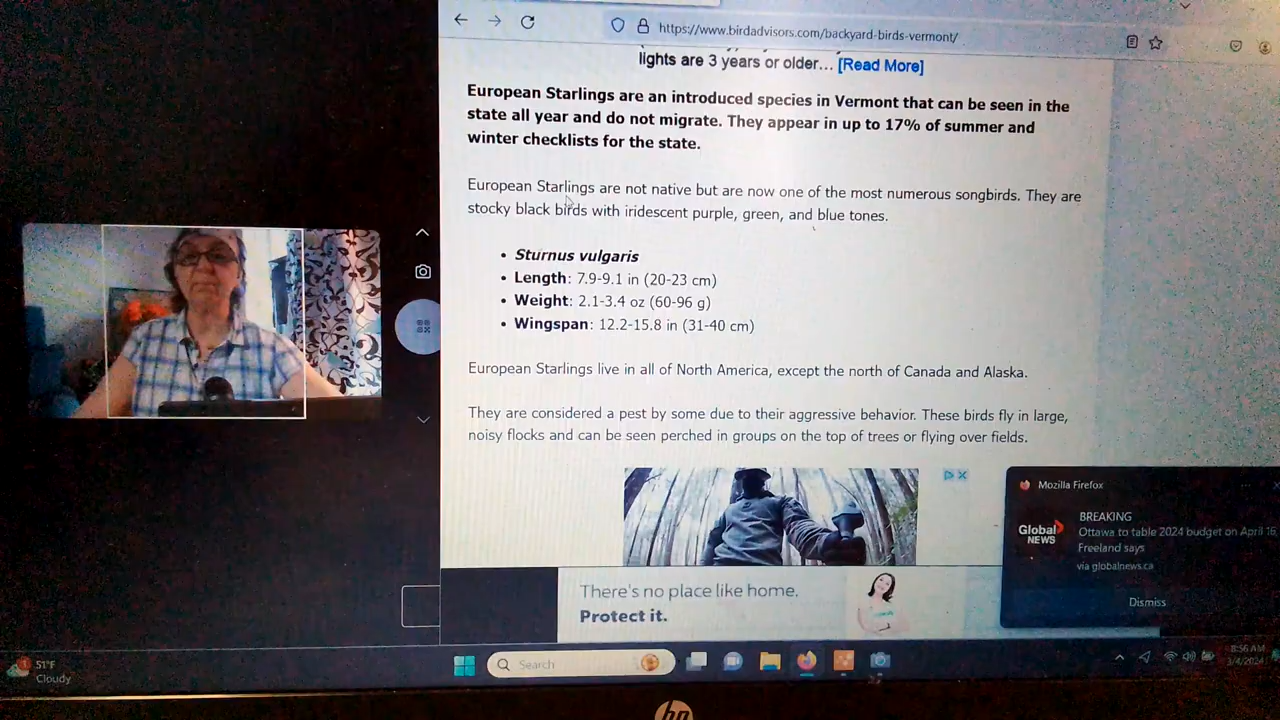 https://www.birdadvisors.com/backyard-birds-vermont/
lights are 3 years or older... [Read More]
European Starlings are an introduced species in Vermont that can be seen in the
state all year and do not migrate. They appear in up to 17% of summer and
winter checklists for the state.
European Starlings are not native but are now one of the most numerous songbirds. They are
stocky black birds with iridescent purple, green, and blue tones.
• Sturnus vulgaris
• Length: 7.9-9.1 in (20-23 cm)
• Weight: 2.1-3.4 oz (60-96 g)
• Wingspan: 12.2-15.8 in (31-40 cm)
European Starlings live in all of North America, except the north of Canada and Alaska.
They are considered a pest by some due to their aggressive behavior. These birds fly in large,
noisy flocks and can be seen perched in groups on the top of trees or flying over fields.
Mozilla Firefox
Global
NEWS
BREAKING
Ottawa to table 2024 budget on April 16,
Freeland says
via globalnews.ca
Dismiss
There's no place like home.
Protect it.
1
51°F
Cloudy
Search
8:56 AM
3/4/2024
hp